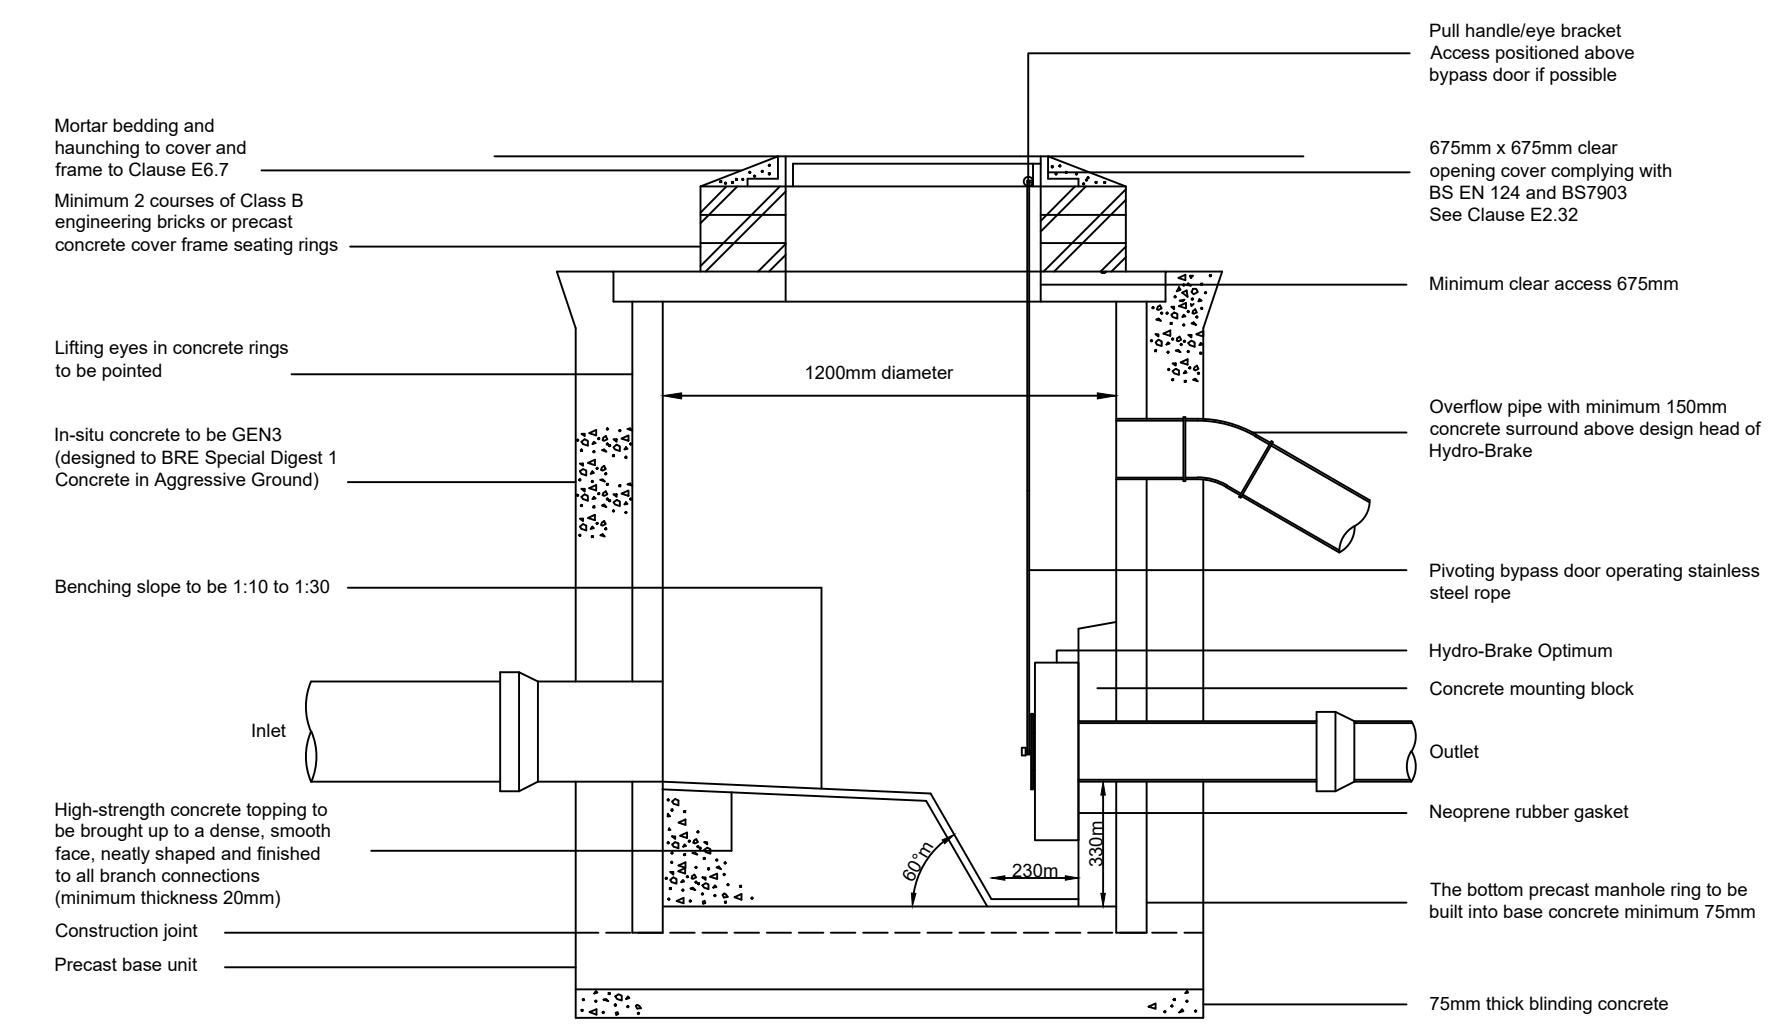 Pull handle/eye bracket
Access positioned above
bypass door if possible
Mortar bedding and
haunching to cover and
frame to Clause E6.7
675mm x 675mm clear
opening cover complying with
BS EN 124 and BS7903
See Clause E2.32
Minimum 2 courses of Class B
engineering bricks or precast
concrete cover frame seating rings
Minimum clear access 675mm
Lifting eyes in concrete rings
to be pointed
1200mm diameter
Overflow pipe with minimum 150mm
concrete surround above design head of
Hydro-Brake
In-situ concrete to be GEN3
(designed to BRE Special Digest 1
Concrete in Aggressive Ground)
Benching slope to be 1:10 to 1:30
Pivoting bypass door operating stainless
steel rope
Hydro-Brake Optimum
Concrete mounting block
Inlet
Outlet
High-strength concrete topping to
be brought up to a dense, smooth
face, neatly shaped and finished
to all branch connections
(minimum thickness 20mm)
Neoprene rubber gasket
60°m
230m
330m
The bottom precast manhole ring to be
built into base concrete minimum 75mm
Construction joint
Precast base unit
75mm thick blinding concrete